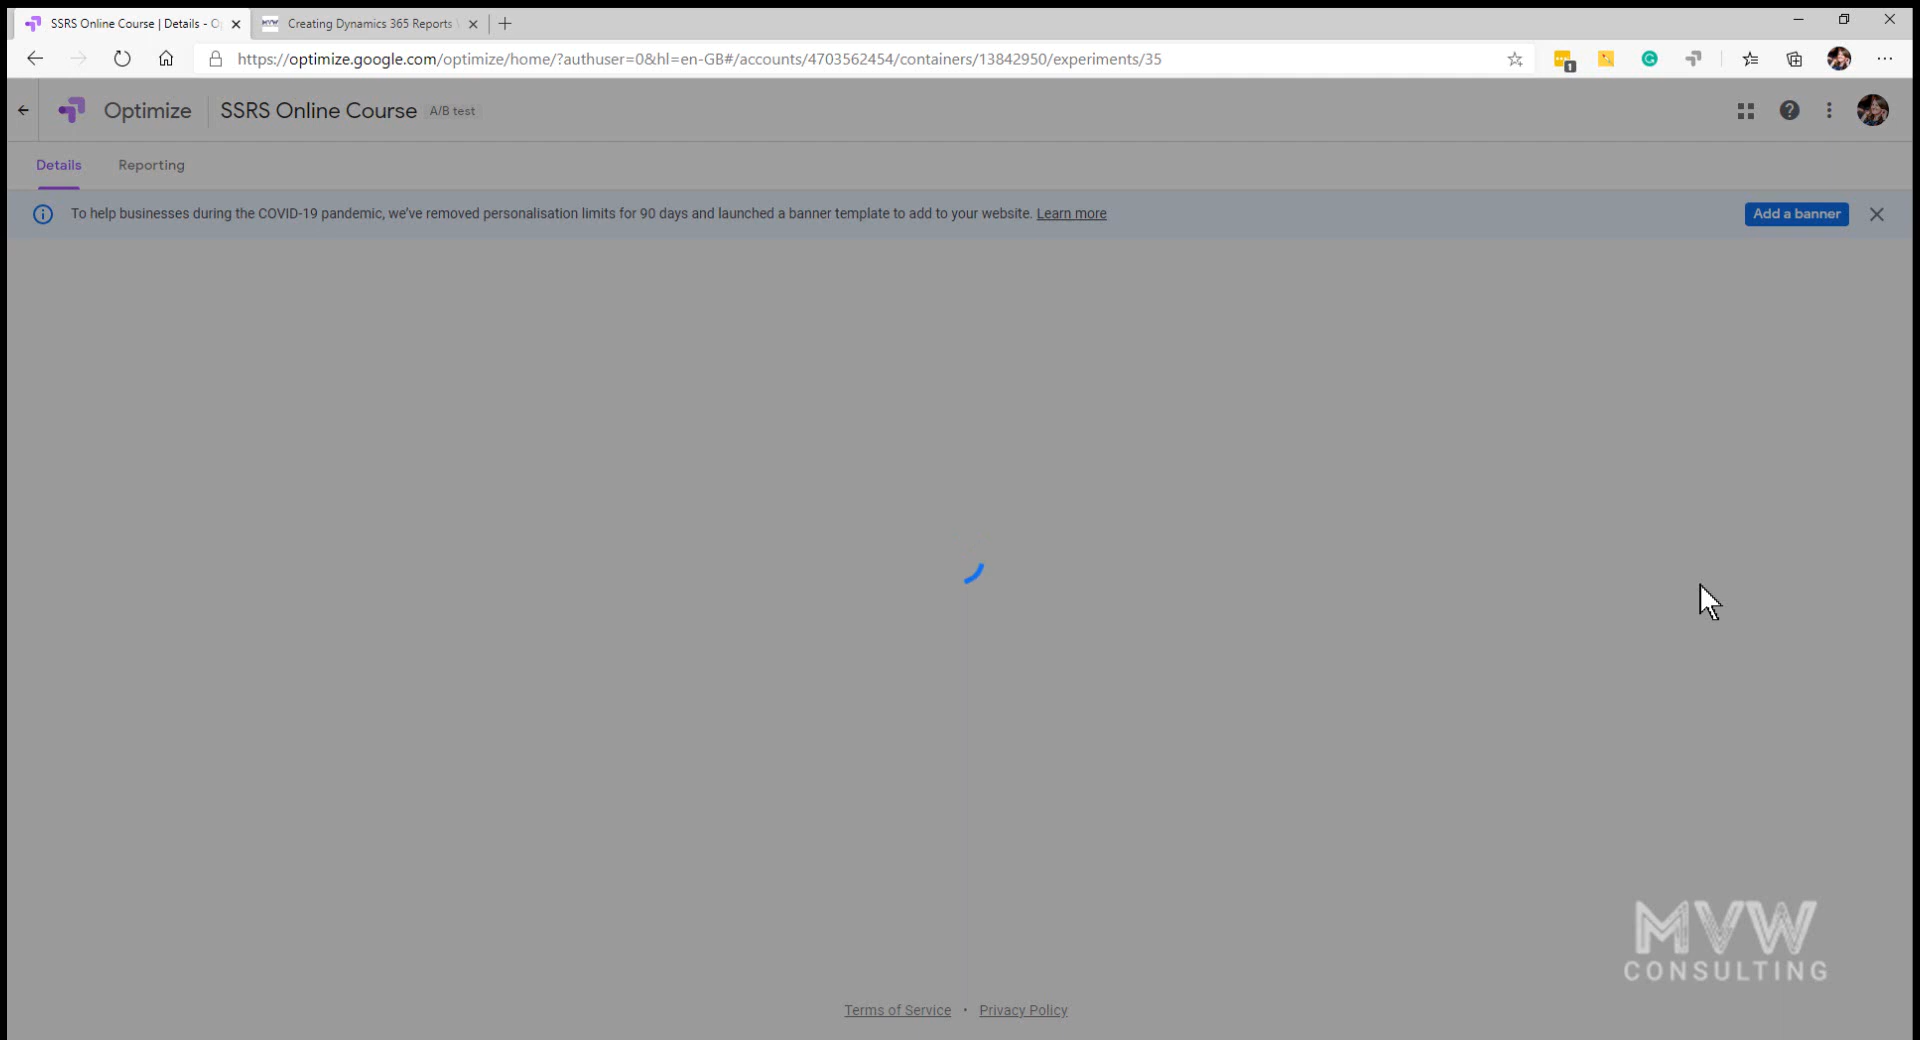 SSRS Online Course | Details - O
Creating Dynamics 365 Reports
https://optimize.google.com/optimize/home/?authuser=0&hl=en-GB#/accounts/4703562454/containers/13842950/experiments/35
1
Optimize
SSRS Online Course
A/B test
Details
Reporting
To help businesses during the COVID-19 pandemic, we've removed personalisation limits for 90 days and launched a banner template to add to your website. Learn more
Add a banner
MVW
CONSULTING
Terms of Service • Privacy Policy